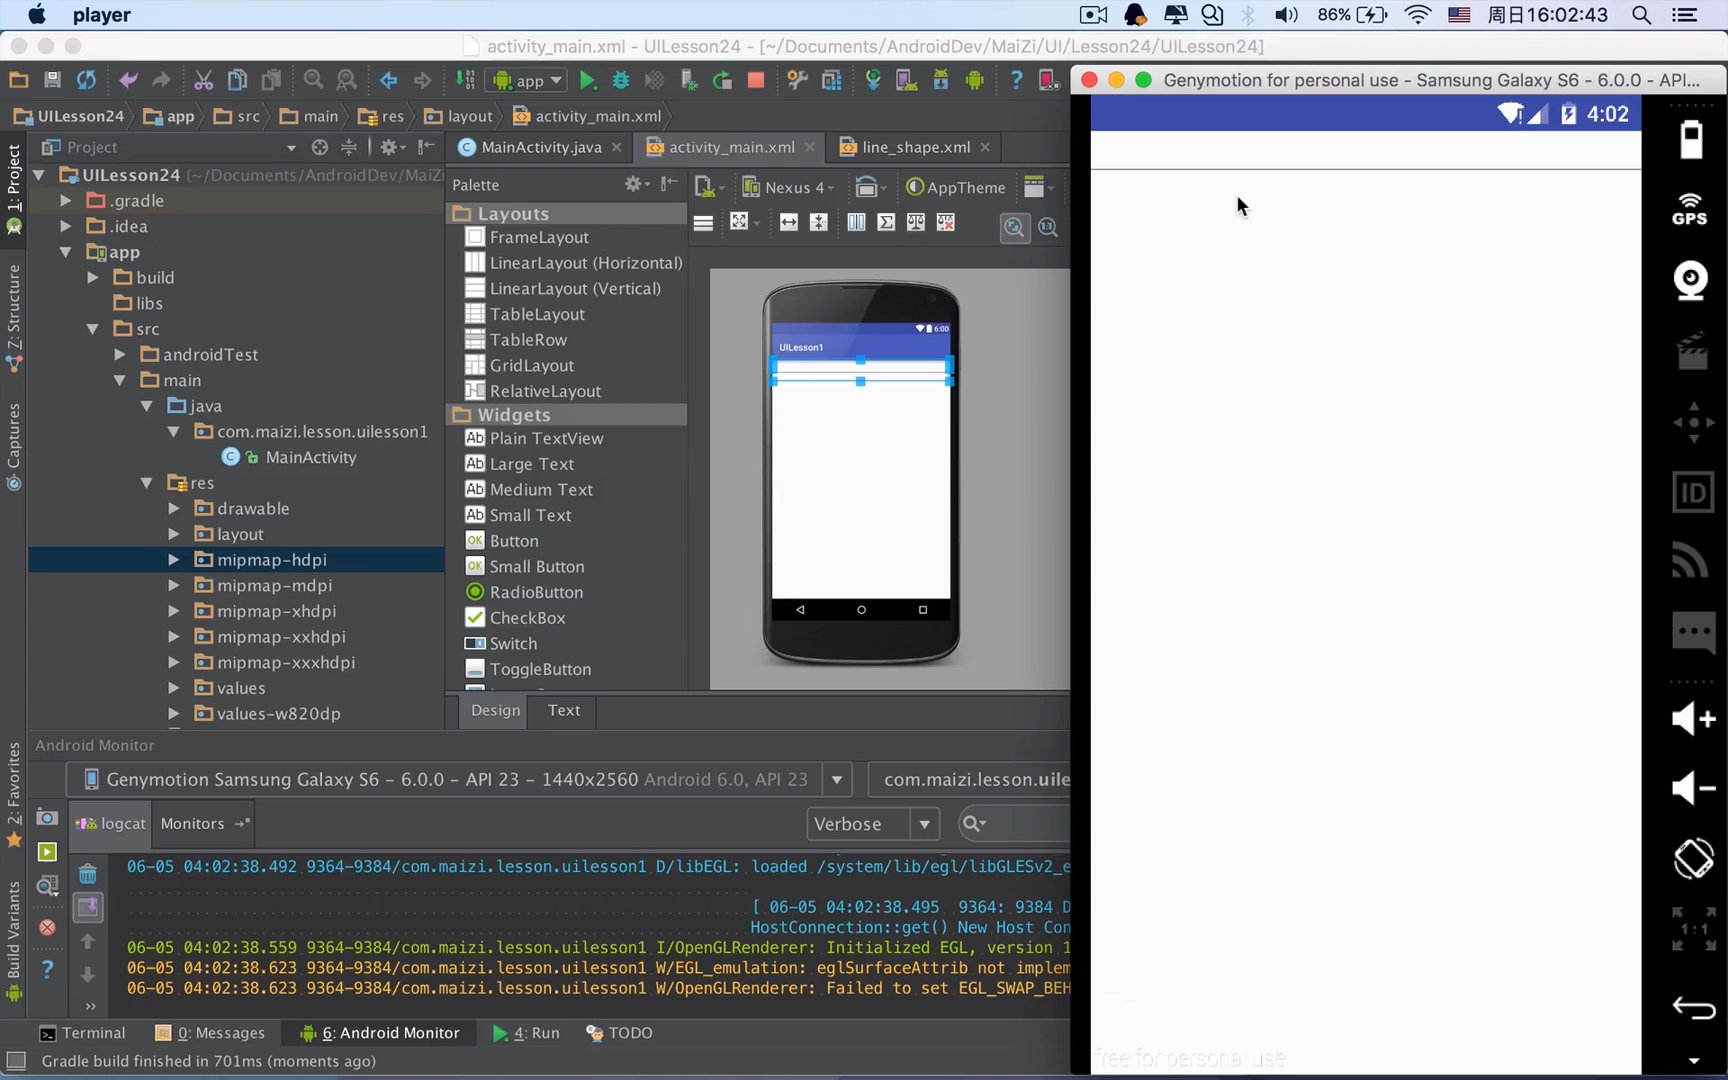 player
86%
周日16:02:43
activity_main.xml - UILesson24 - [~/Documents/AndroidDev/MaiZi/UI/Lesson24/UILesson24]
app
Genymotion for personal use - Samsung Galaxy S6 - 6.0.0 - API...
4:02
UILesson24
app
src
main
res
layout
activity_main.xml
Project
MainActivity.java
activity_main.xml
line_shape.xml
1: Project
Z: Structure
Captures
2: Favorites
Build Variants
UILesson24 (~/Documents/AndroidDev/MaiZi
.gradle
.idea
app
build
libs
src
androidTest
main
java
com.maizi.lesson.uilesson1
MainActivity
res
drawable
layout
mipmap-hdpi
mipmap-mdpi
mipmap-xhdpi
mipmap-xxhdpi
mipmap-xxxhdpi
values
values-w820dp
Palette
Layouts
FrameLayout
LinearLayout (Horizontal)
LinearLayout (Vertical)
TableLayout
TableRow
GridLayout
RelativeLayout
Widgets
Plain TextView
Large Text
Medium Text
Small Text
Button
Small Button
RadioButton
CheckBox
Switch
ToggleButton
Nexus 4
AppTheme
6:00
UILesson1
Design
Text
GPS
ID
1:1
free for personal use
Android Monitor
Genymotion Samsung Galaxy S6 - 6.0.0 - API 23 - 1440x2560 Android 6.0, API 23
com.maizi.lesson.uile
logcat
Monitors
Verbose
06-05 04:02:38.492 9364-9384/com.maizi.lesson.uilesson1 D/libEGL: loaded /system/lib/egl/libGLESv2_e
[ 06-05 04:02:38.495  9364: 9384 D
HostConnection::get() New Host Con
06-05 04:02:38.559 9364-9384/com.maizi.lesson.uilesson1 I/OpenGLRenderer: Initialized EGL, version 1
06-05 04:02:38.623 9364-9384/com.maizi.lesson.uilesson1 W/EGL_emulation: eglSurfaceAttrib not implem
06-05 04:02:38.623 9364-9384/com.maizi.lesson.uilesson1 W/OpenGLRenderer: Failed to set EGL_SWAP_BEH
Terminal
0: Messages
6: Android Monitor
4: Run
TODO
Gradle build finished in 701ms (moments ago)